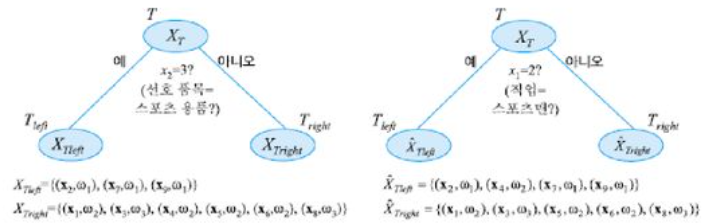 T
X_T
예
아니오
x₂=3?
(선호 품목=
스포츠 용품?)
T_left
X_Tleft
T_right
X_Tright
X_Tleft={(x₂,ω₁), (x₇,ω₁), (x₉,ω₁)}
X_Tright={(x₁,ω₂), (x₃,ω₃), (x₄,ω₂), (x₅,ω₂), (x₆,ω₂), (x₈,ω₃)}
T
X_T
예
아니오
x₁=2?
(직업=
스포츠맨?)
T_left
X̂_Tleft
T_right
X̂_Tright
X̂_Tleft = {(x₂,ω₁), (x₄,ω₂), (x₇,ω₁), (x₉,ω₁)}
X̂_Tright = {(x₁,ω₂), (x₃,ω₃), (x₅,ω₂), (x₆,ω₂), (x₈,ω₃)}